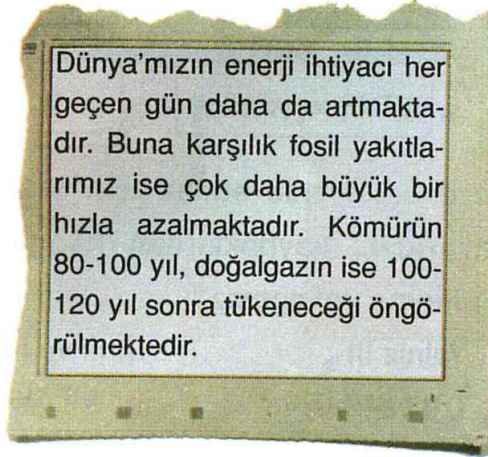 Dünya'mızın enerji ihtiyacı her
geçen gün daha da artmakta-
dır. Buna karşılık fosil yakıtla-
rımız ise çok daha büyük bir
hızla azalmaktadır. Kömürün
80-100 yıl, doğalgazın ise 100-
120 yıl sonra tükeneceği öngö-
rülmektedir.